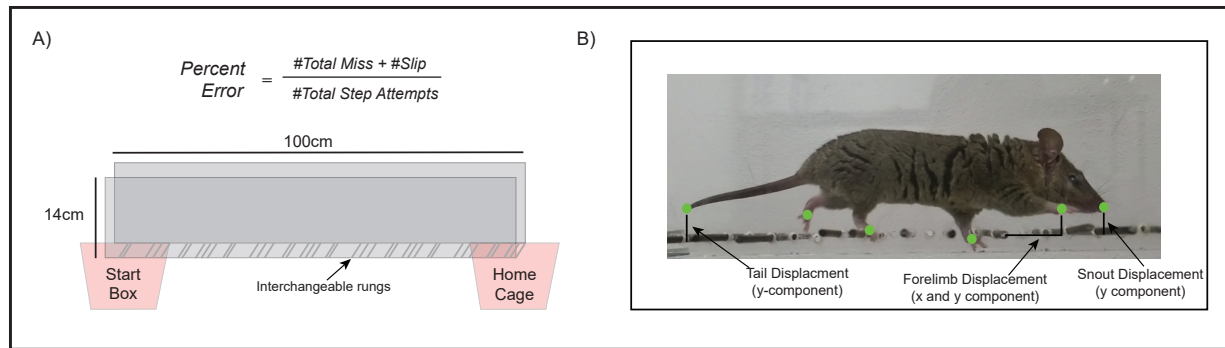 A)
Percent
Error
=
#Total Miss + #Slip
#Total Step Attempts
100cm
14cm
Start
Box
Interchangeable rungs
Home
Cage
B)
Tail Displacment
(y-component)
Forelimb Displacement
(x and y component)
Snout Displacement
(y component)